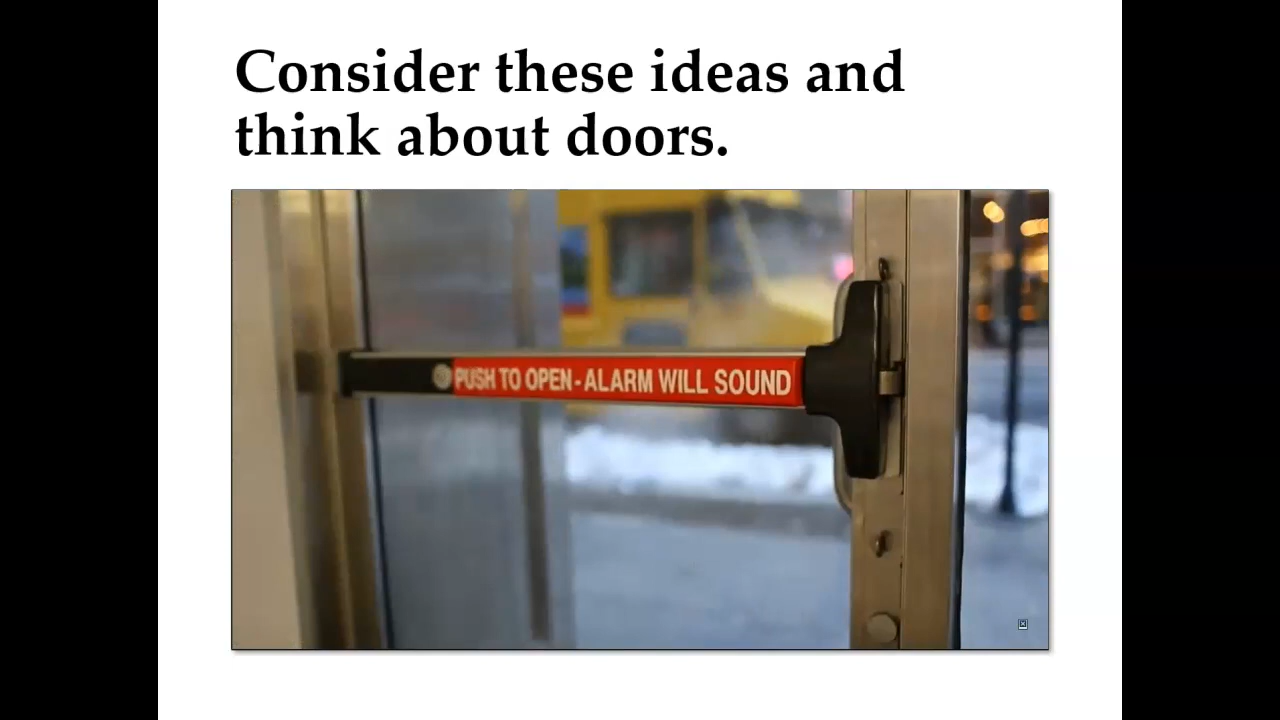 Consider these ideas and
think about doors.
PUSH TO OPEN - ALARM WILL SOUND